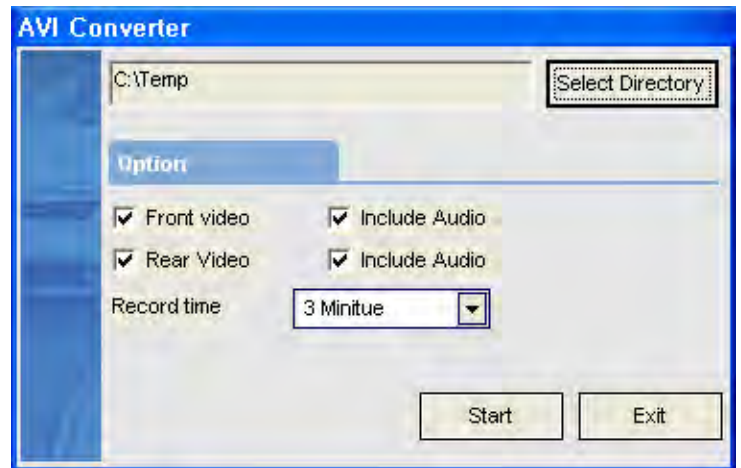 AVI Converter
C:\Temp
Select Directory
Option
Front video
Include Audio
Rear Video
Include Audio
Record time
3 Minitue
Start
Exit